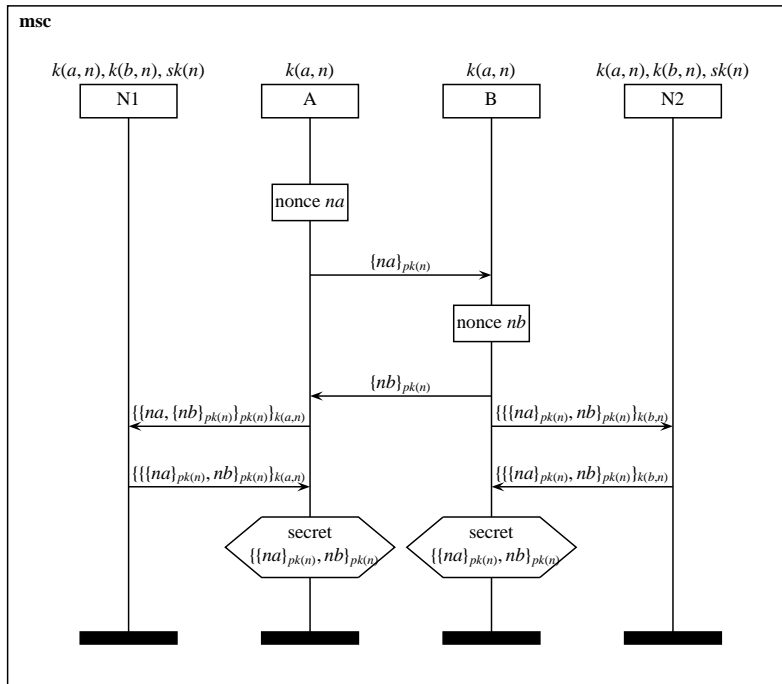 msc
k(a, n), k(b, n), sk(n) k(a, n) k(a, n) k(a, n), k(b, n), sk(n)
N1 A B N2
nonce na
{na}pk(n)
nonce nb
{nb}pk(n)
{{na, {nb}pk(n)}pk(n)}k(a,n) {{{na}pk(n), nb}pk(n)}k(b,n)
{{{na}pk(n), nb}pk(n)}k(a,n) {{{na}pk(n), nb}pk(n)}k(b,n)
secret secret
{{na}pk(n), nb}pk(n) {{na}pk(n), nb}pk(n)